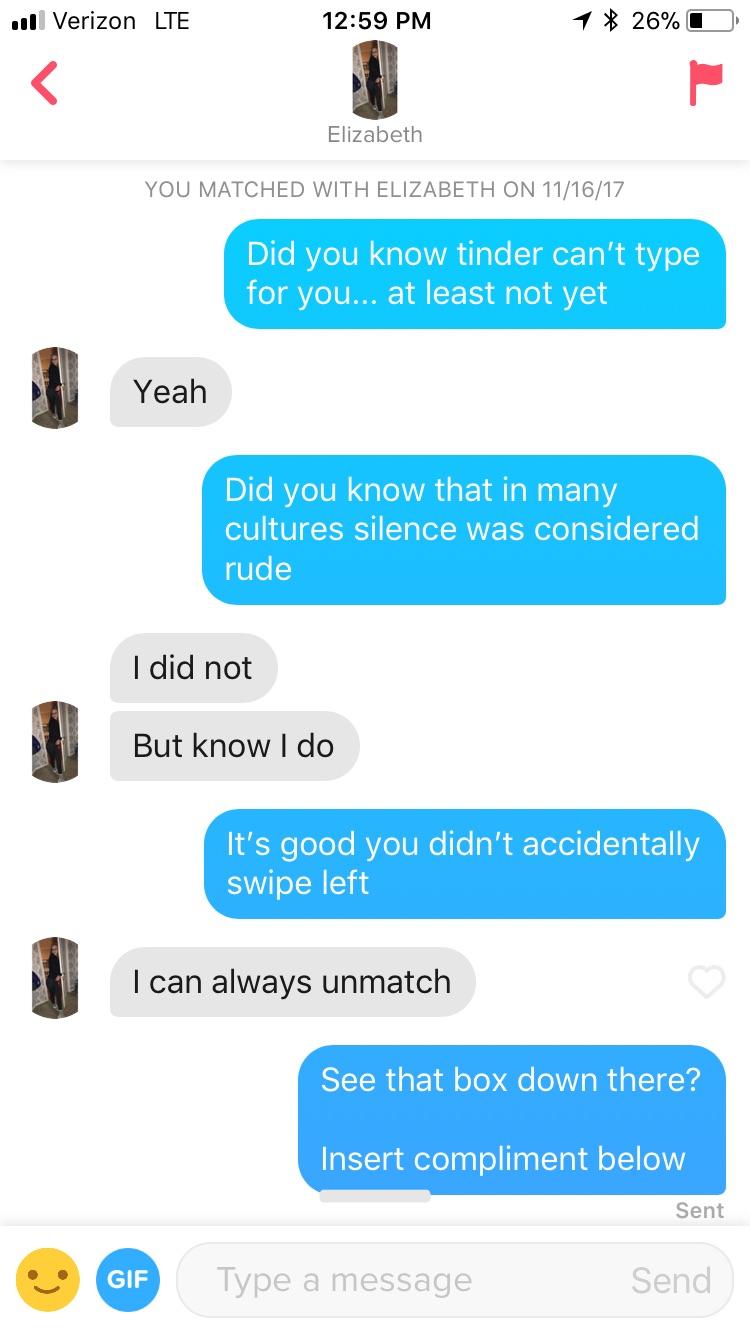 Verizon LTE 12:59 PM 26%
Elizabeth
YOU MATCHED WITH ELIZABETH ON 11/16/17
Did you know tinder can't type
for you... at least not yet
Yeah
Did you know that in many
cultures silence was considered
rude
I did not
But know I do
It's good you didn't accidentally
swipe left
I can always unmatch
See that box down there?
Insert compliment below
Sent
GIF Type a message Send